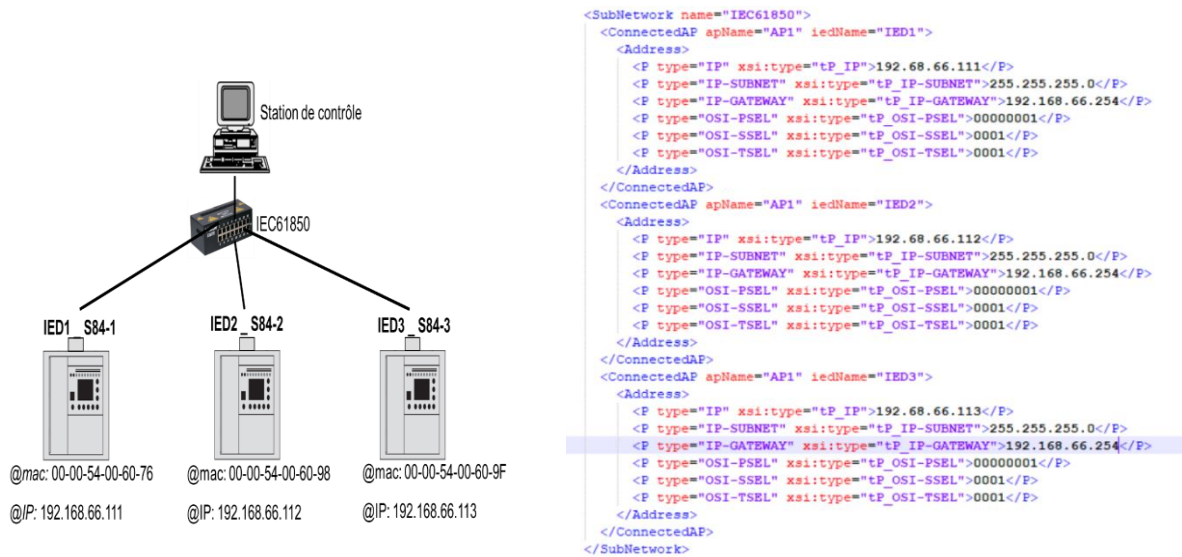 Station de contrôle
IEC61850
IED1_ S84-1
IED2 _ S84-2
IED3 _ S84-3
@mac: 00-00-54-00-60-76
@mac: 00-00-54-00-60-98
@mac: 00-00-54-00-60-9F
@IP: 192.168.66.111
@IP: 192.168.66.112
@IP: 192.168.66.113
<SubNetwork name="IEC61850">
<ConnectedAP apName="AP1" iedName="IED1">
<Address>
<P type="IP" xsi:type="tP_IP">192.68.66.111</P>
<P type="IP-SUBNET" xsi:type="tP_IP-SUBNET">255.255.255.0</P>
<P type="IP-GATEWAY" xsi:type="tP_IP-GATEWAY">192.168.66.254</P>
<P type="OSI-PSEL" xsi:type="tP_OSI-PSEL">00000001</P>
<P type="OSI-SSEL" xsi:type="tP_OSI-SSEL">0001</P>
<P type="OSI-TSEL" xsi:type="tP_OSI-TSEL">0001</P>
</Address>
</ConnectedAP>
<ConnectedAP apName="AP1" iedName="IED2">
<Address>
<P type="IP" xsi:type="tP_IP">192.68.66.112</P>
<P type="IP-SUBNET" xsi:type="tP_IP-SUBNET">255.255.255.0</P>
<P type="IP-GATEWAY" xsi:type="tP_IP-GATEWAY">192.168.66.254</P>
<P type="OSI-PSEL" xsi:type="tP_OSI-PSEL">00000001</P>
<P type="OSI-SSEL" xsi:type="tP_OSI-SSEL">0001</P>
<P type="OSI-TSEL" xsi:type="tP_OSI-TSEL">0001</P>
</Address>
</ConnectedAP>
<ConnectedAP apName="AP1" iedName="IED3">
<Address>
<P type="IP" xsi:type="tP_IP">192.68.66.113</P>
<P type="IP-SUBNET" xsi:type="tP_IP-SUBNET">255.255.255.0</P>
<P type="IP-GATEWAY" xsi:type="tP_IP-GATEWAY">192.168.66.254</P>
<P type="OSI-PSEL" xsi:type="tP_OSI-PSEL">00000001</P>
<P type="OSI-SSEL" xsi:type="tP_OSI-SSEL">0001</P>
<P type="OSI-TSEL" xsi:type="tP_OSI-TSEL">0001</P>
</Address>
</ConnectedAP>
</SubNetwork>